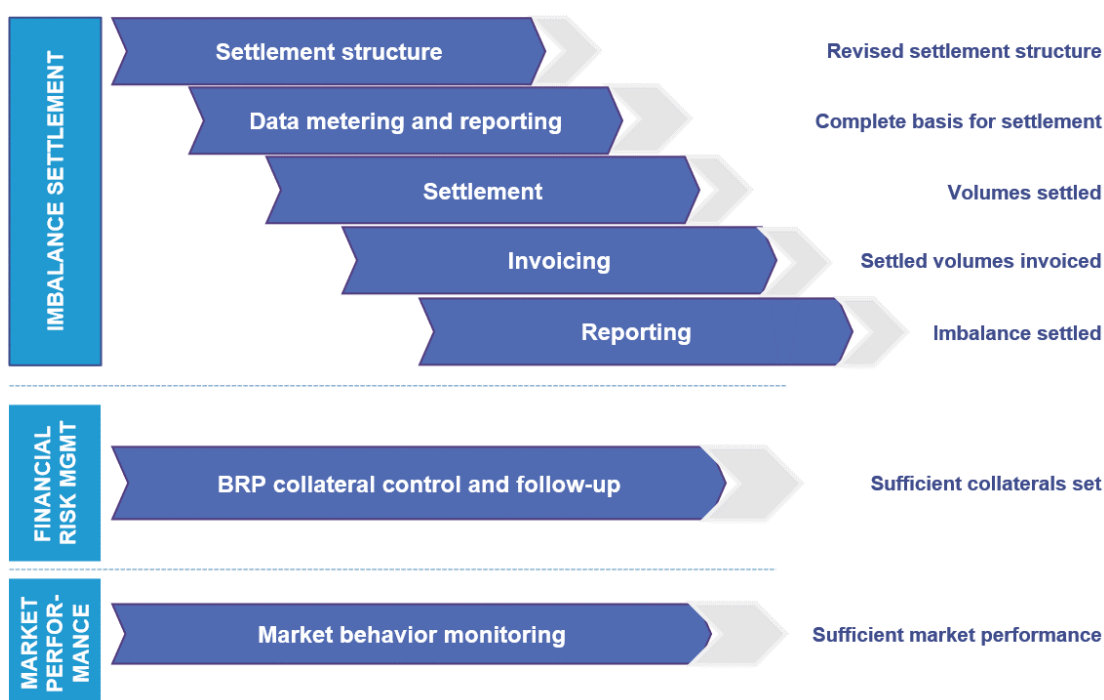 IMBALANCE SETTLEMENT
Settlement structure
Revised settlement structure
Data metering and reporting
Complete basis for settlement
Settlement
Volumes settled
Invoicing
Settled volumes invoiced
Reporting
Imbalance settled
FINANCIAL
RISK MGMT
BRP collateral control and follow-up
Sufficient collaterals set
MARKET
PERFOR-
MANCE
Market behavior monitoring
Sufficient market performance